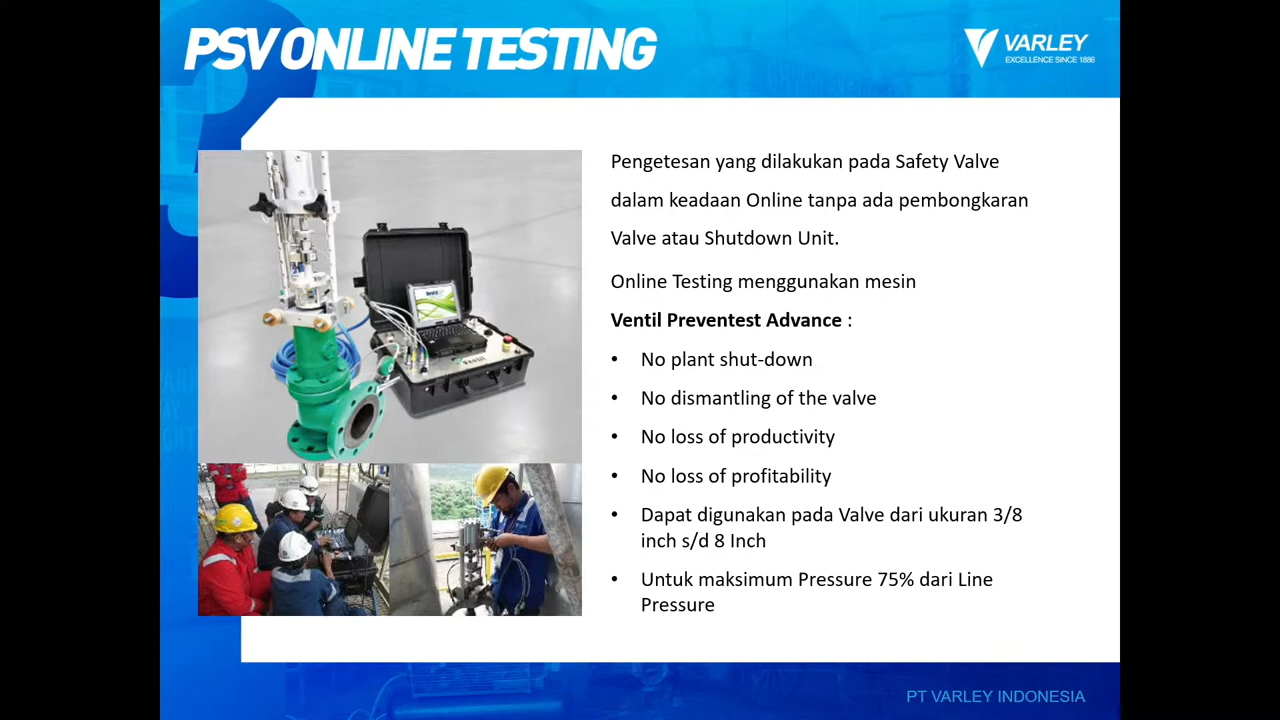 PSV ONLINE TESTING
VARLEY
EXCELLENCE SINCE 1886
Pengetesan yang dilakukan pada Safety Valve
dalam keadaan Online tanpa ada pembongkaran
Valve atau Shutdown Unit.
Online Testing menggunakan mesin
Ventil Preventest Advance :
• No plant shut-down
• No dismantling of the valve
• No loss of productivity
• No loss of profitability
• Dapat digunakan pada Valve dari ukuran 3/8
inch s/d 8 Inch
• Untuk maksimum Pressure 75% dari Line
Pressure
Ventil
PT VARLEY INDONESIA